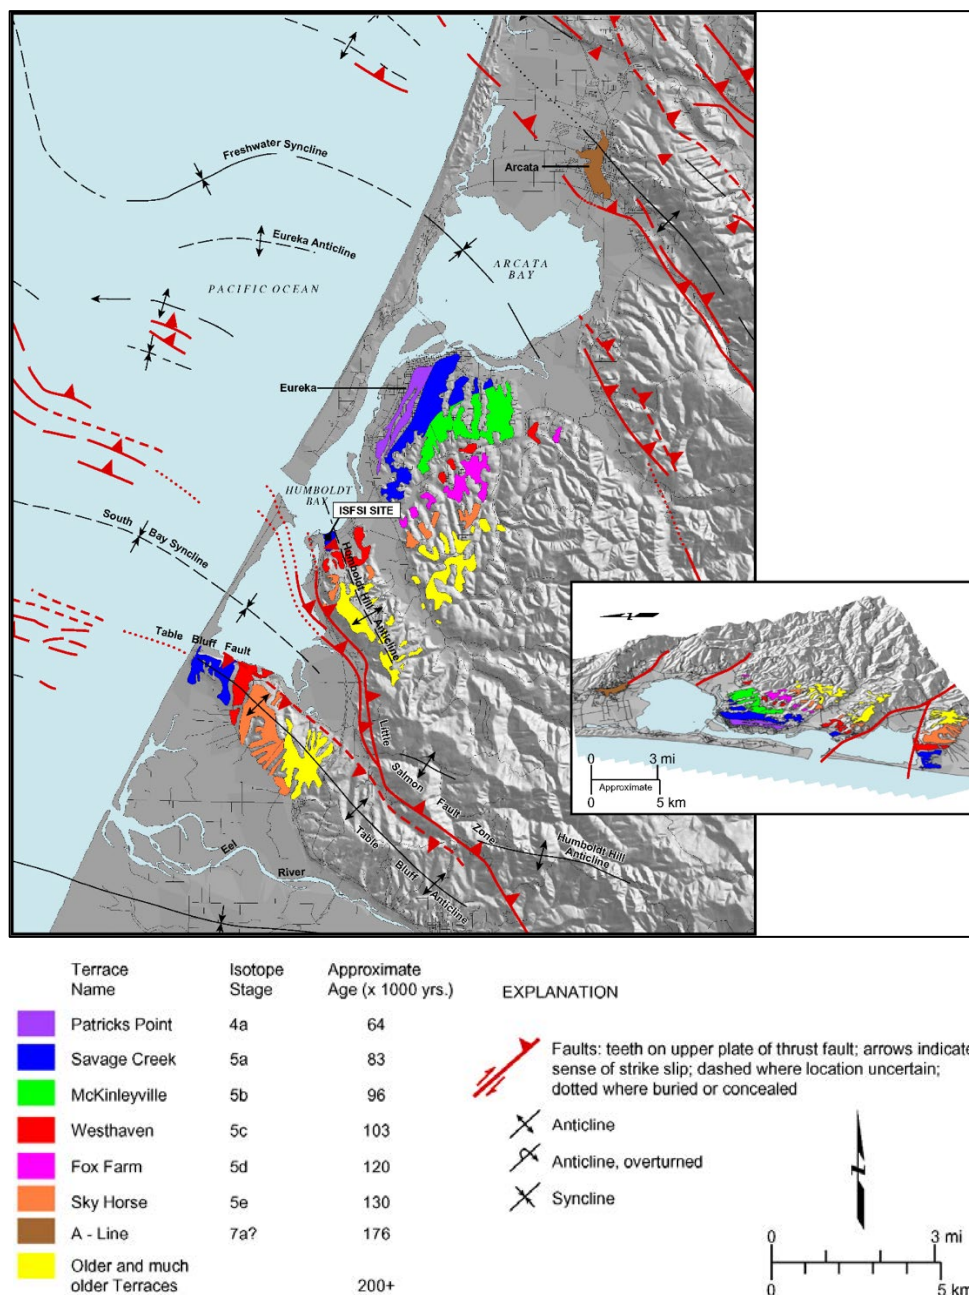 Freshwater Syncline
Arcata
Eureka Anticline
ARCATA
BAY
PACIFIC OCEAN
Eureka
HUMBOLDT
BAY
ISFSI SITE
South Bay Syncline
Humboldt Hill Anticline
Table Bluff Fault
Little Salmon Fault Zone
Humboldt Hill
Anticline
Table Bluff Anticline
Eel
River
0 3 mi
Approximate
0 5 km
Terrace Isotope Approximate
Name Stage Age (x 1000 yrs.)
EXPLANATION
Patricks Point 4a 64
Savage Creek 5a 83
McKinleyville 5b 96
Westhaven 5c 103
Fox Farm 5d 120
Sky Horse 5e 130
A - Line 7a? 176
Older and much
older Terraces 200+
Faults: teeth on upper plate of thrust fault; arrows indicate
sense of strike slip; dashed where location uncertain;
dotted where buried or concealed
Anticline
Anticline, overturned
Syncline
0 3 mi
0 5 km